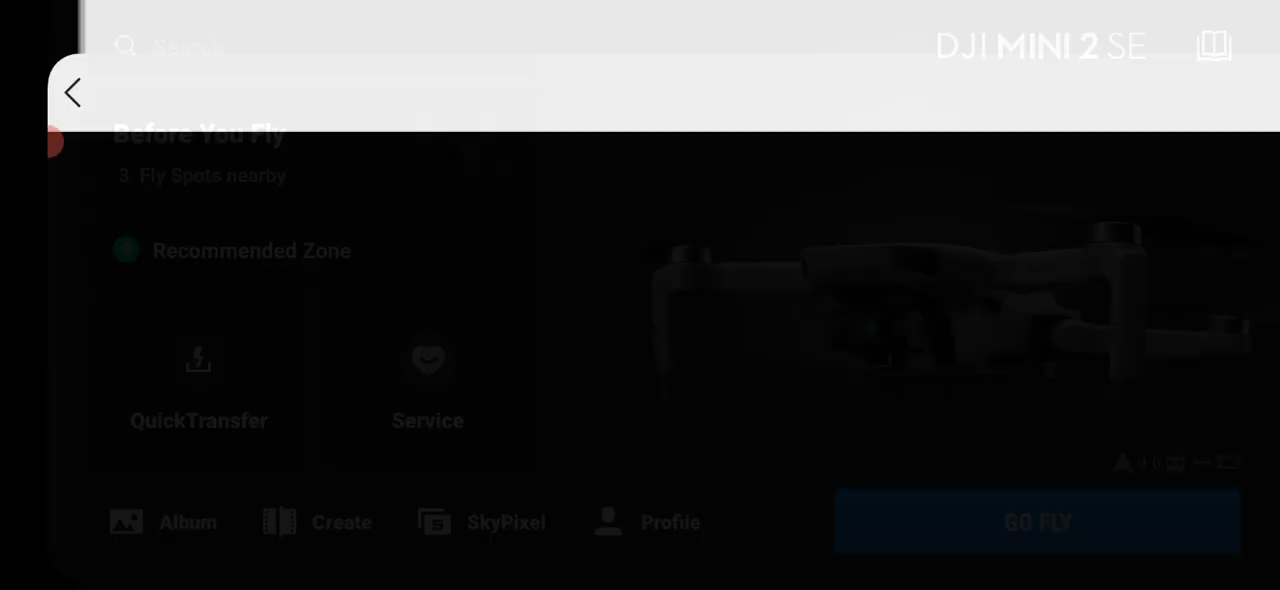 Search
DJI MINI 2 SE
Before You Fly
3 Fly Spots nearby
Recommended Zone
QuickTransfer
Service
Album
Create
SkyPixel
Profile
GO FLY